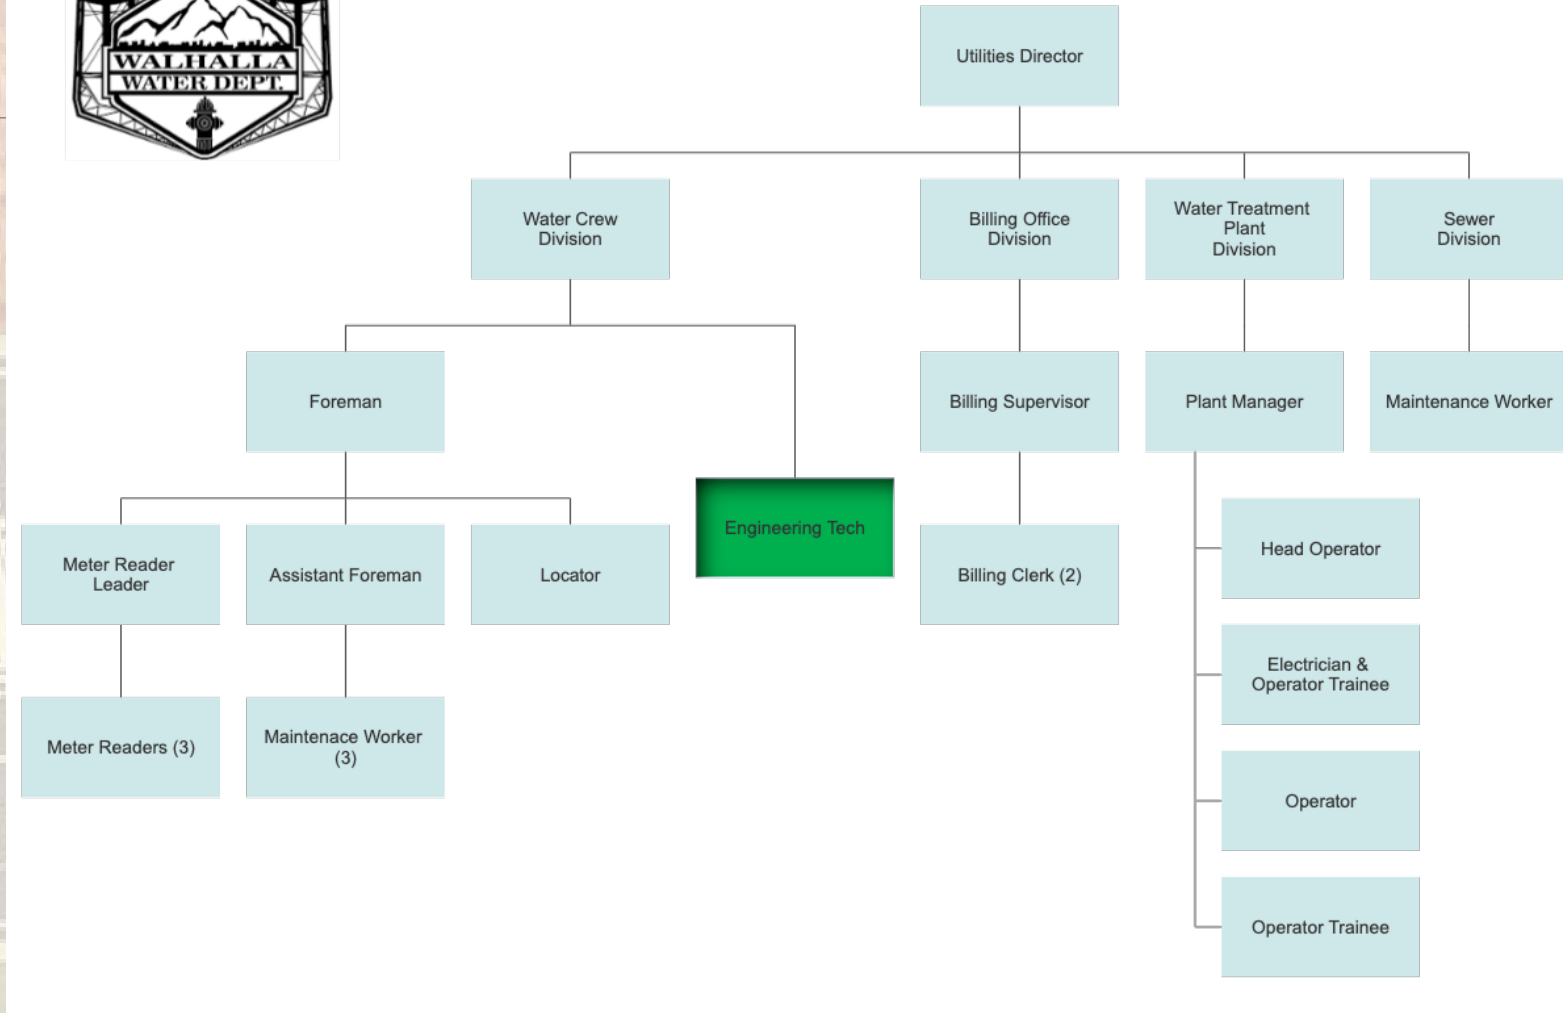 WALHALLA
WATER DEPT.
Utilities Director
Water Crew
Division
Billing Office
Division
Water Treatment
Plant
Division
Sewer
Division
Foreman
Billing Supervisor
Plant Manager
Maintenance Worker
Engineering Tech
Meter Reader
Leader
Assistant Foreman
Locator
Billing Clerk (2)
Head Operator
Electrician &
Operator Trainee
Meter Readers (3)
Maintenace Worker
(3)
Operator
Operator Trainee